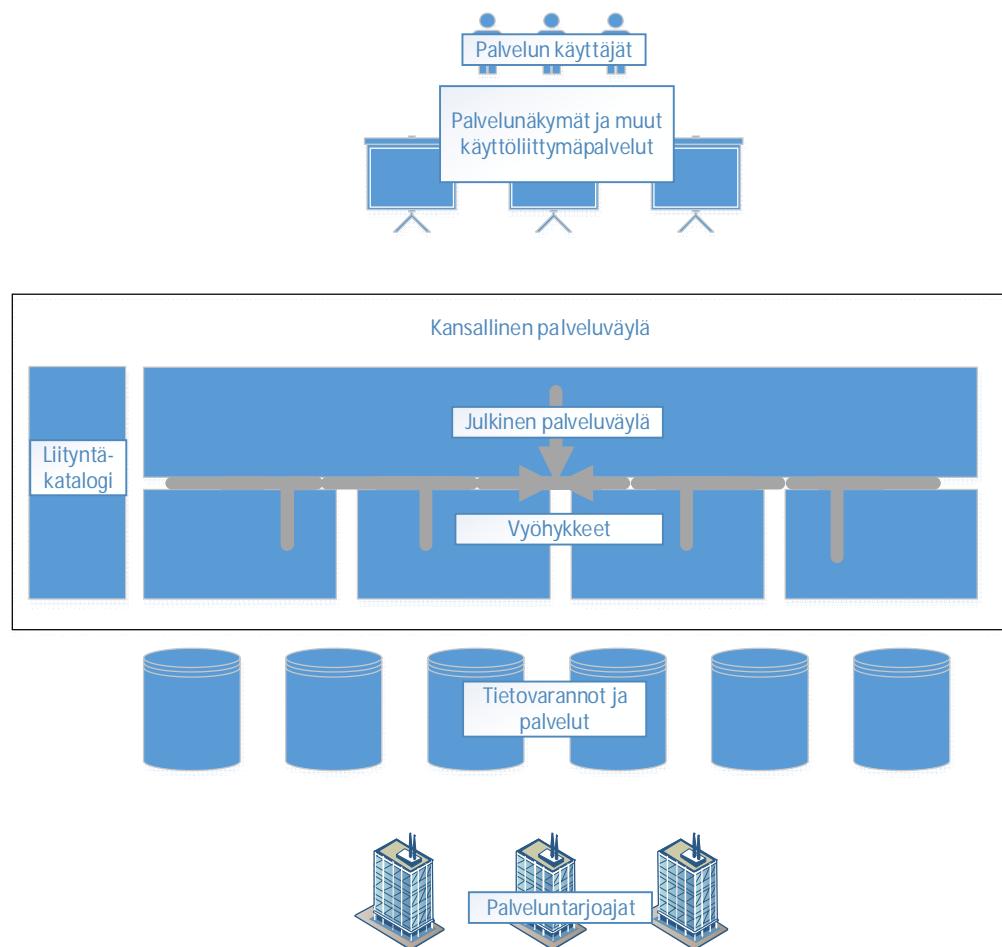 Palvelun käyttäjät
Palvelunäkymät ja muut
käyttöliittymäpalvelut
Kansallinen palveluväylä
Julkinen palveluväylä
Liityntä-
katalogi
Vyöhykkeet
Tietovarannot ja
palvelut
Palveluntarjoajat